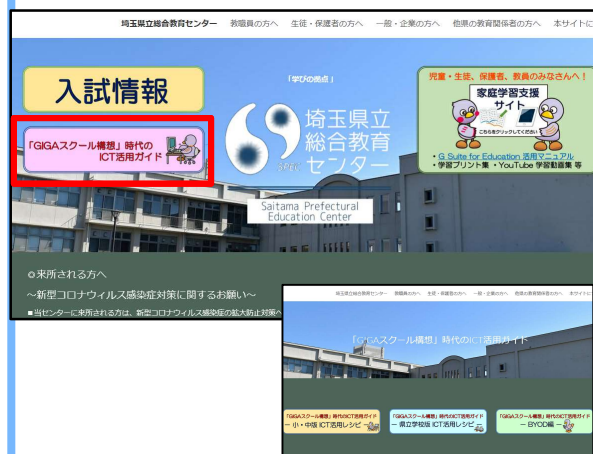 埼玉県立総合教育センター 教職員の方へ 生徒・保護者の方へ 一般・企業の方へ 他県の教育関係者の方へ 本サイトに
入試情報
「GIGAスクール構想」時代の
ICT活用ガイド
「学びの拠点」
埼玉県立
総合教育
センター
Saitama Prefectural
Education Center
児童・生徒、保護者、教員のみなさんへ！
家庭学習支援
サイト
こちらをクリックしてください
・G Suite for Education 活用マニュアル
・学習プリント集・YouTube 学習動画集 等
○来所される方へ
～新型コロナウィルス感染症対策に関するお願い～
■当センターに来所される方は、新型コロナウィルス感染症の拡大防止対策へ
埼玉県立総合教育センター 教職員の方へ 生徒・保護者の方へ 一般・企業の方へ 他県の教育関係者の方へ 本サイトに
「GIGAスクール構想」時代のICT活用ガイド
「GIGAスクール構想」時代のICT活用ガイド
－ 小・中版 ICT活用レシピ －
「GIGAスクール構想」時代のICT活用ガイド
－ 県立学校版 ICT活用レシピ －
「GIGAスクール構想」時代のICT活用ガイド
－ BYOD編 －